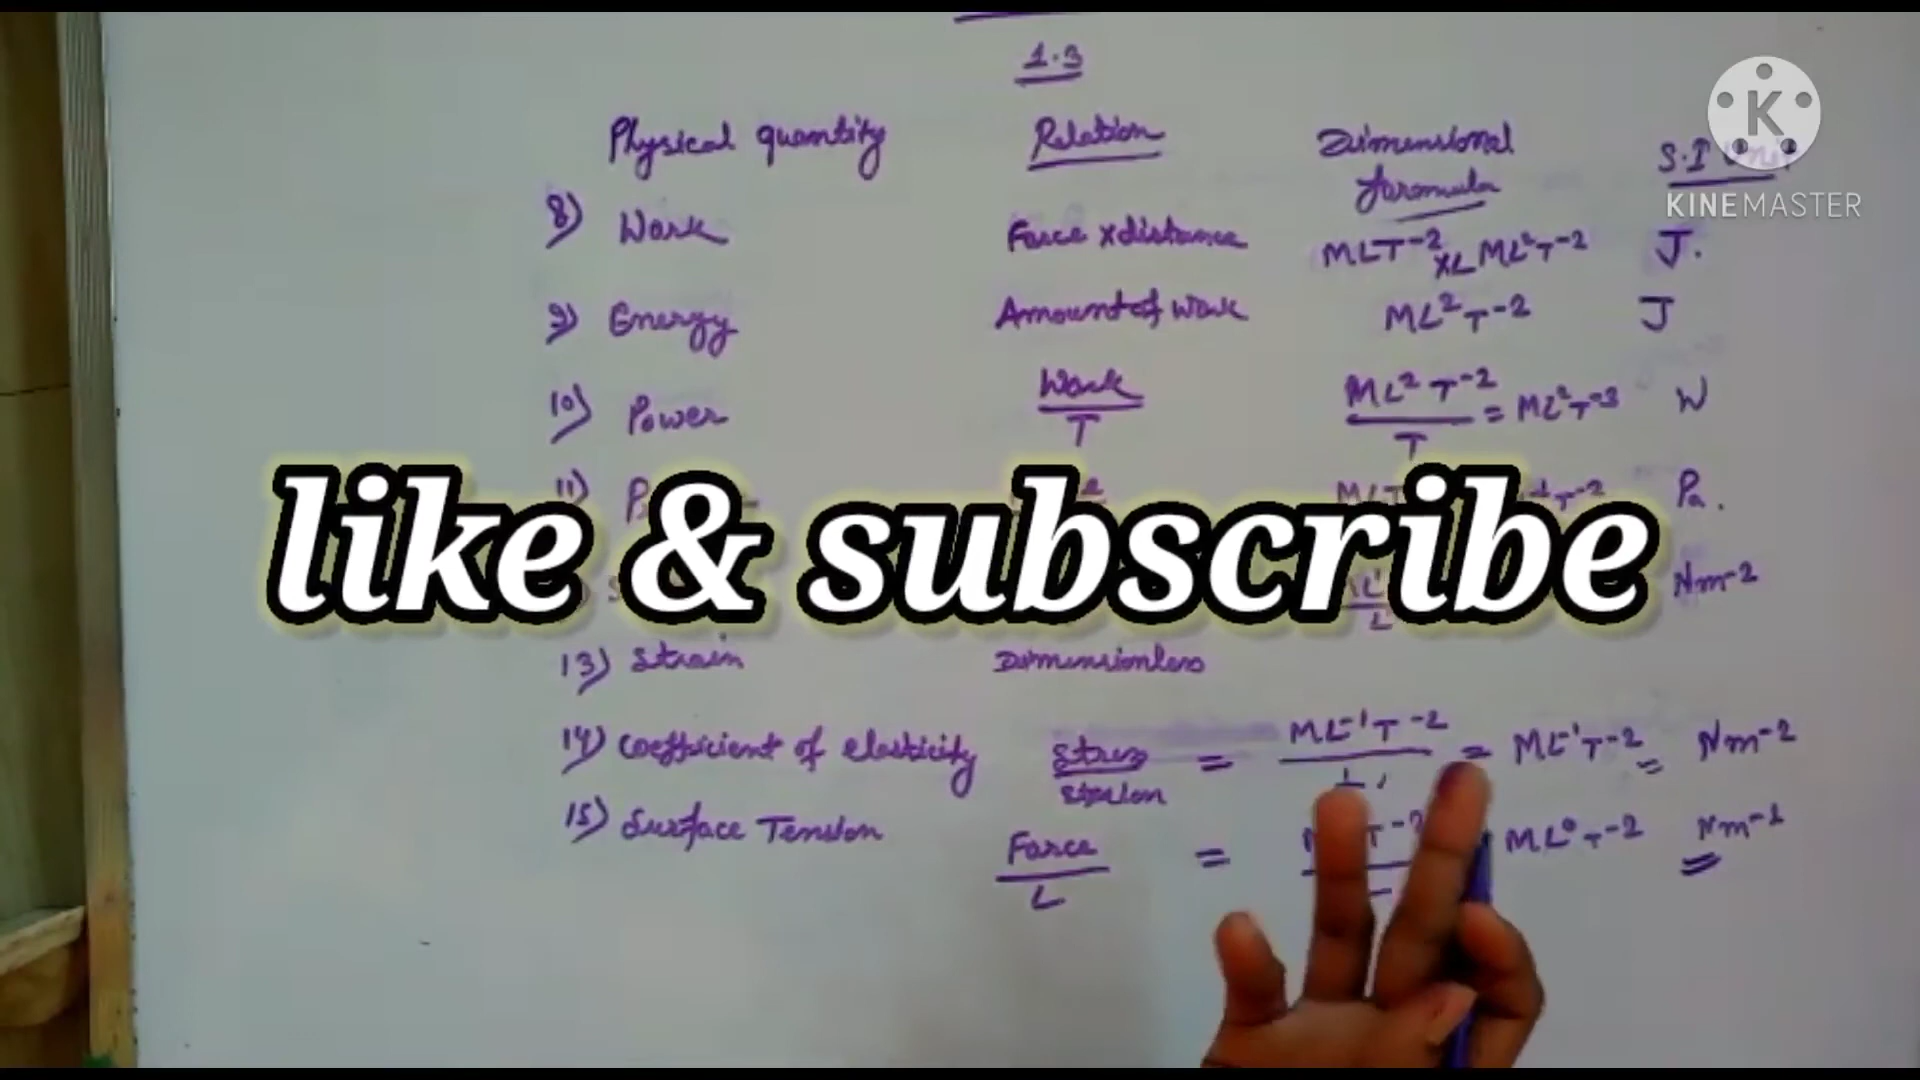 1.3
Physical quantity Relation Dimensional formula S.I
KINEMASTER
8) Work Force x distance MLT-2 xL ML²T-2 J.
9) Energy Amount of work ML²T-2 J
10) Power Work/T ML²T-2/T = ML²T-3 W
11) Pa.
like & subscribe
Nm-2
13) Strain Dimensionless
14) Coefficient of elasticity Stress/Strain = ML-1T-2 = ML-1T-2 = Nm-2
15) Surface Tension Force/L = ML⁰T-2 Nm-1